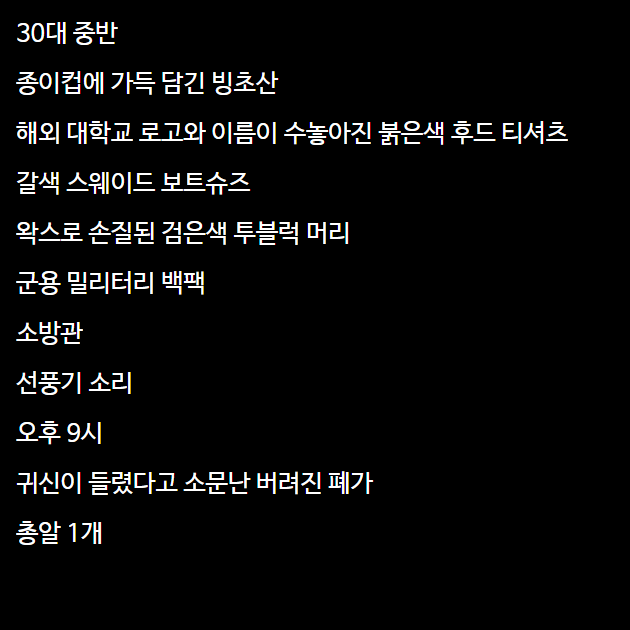 30대 중반
종이컵에 가득 담긴 빙초산
해외 대학교 로고와 이름이 수놓아진 붉은색 후드 티셔츠
갈색 스웨이드 보트슈즈
왁스로 손질된 검은색 투블럭 머리
군용 밀리터리 백팩
소방관
선풍기 소리
오후 9시
귀신이 들렸다고 소문난 버려진 폐가
총알 1개